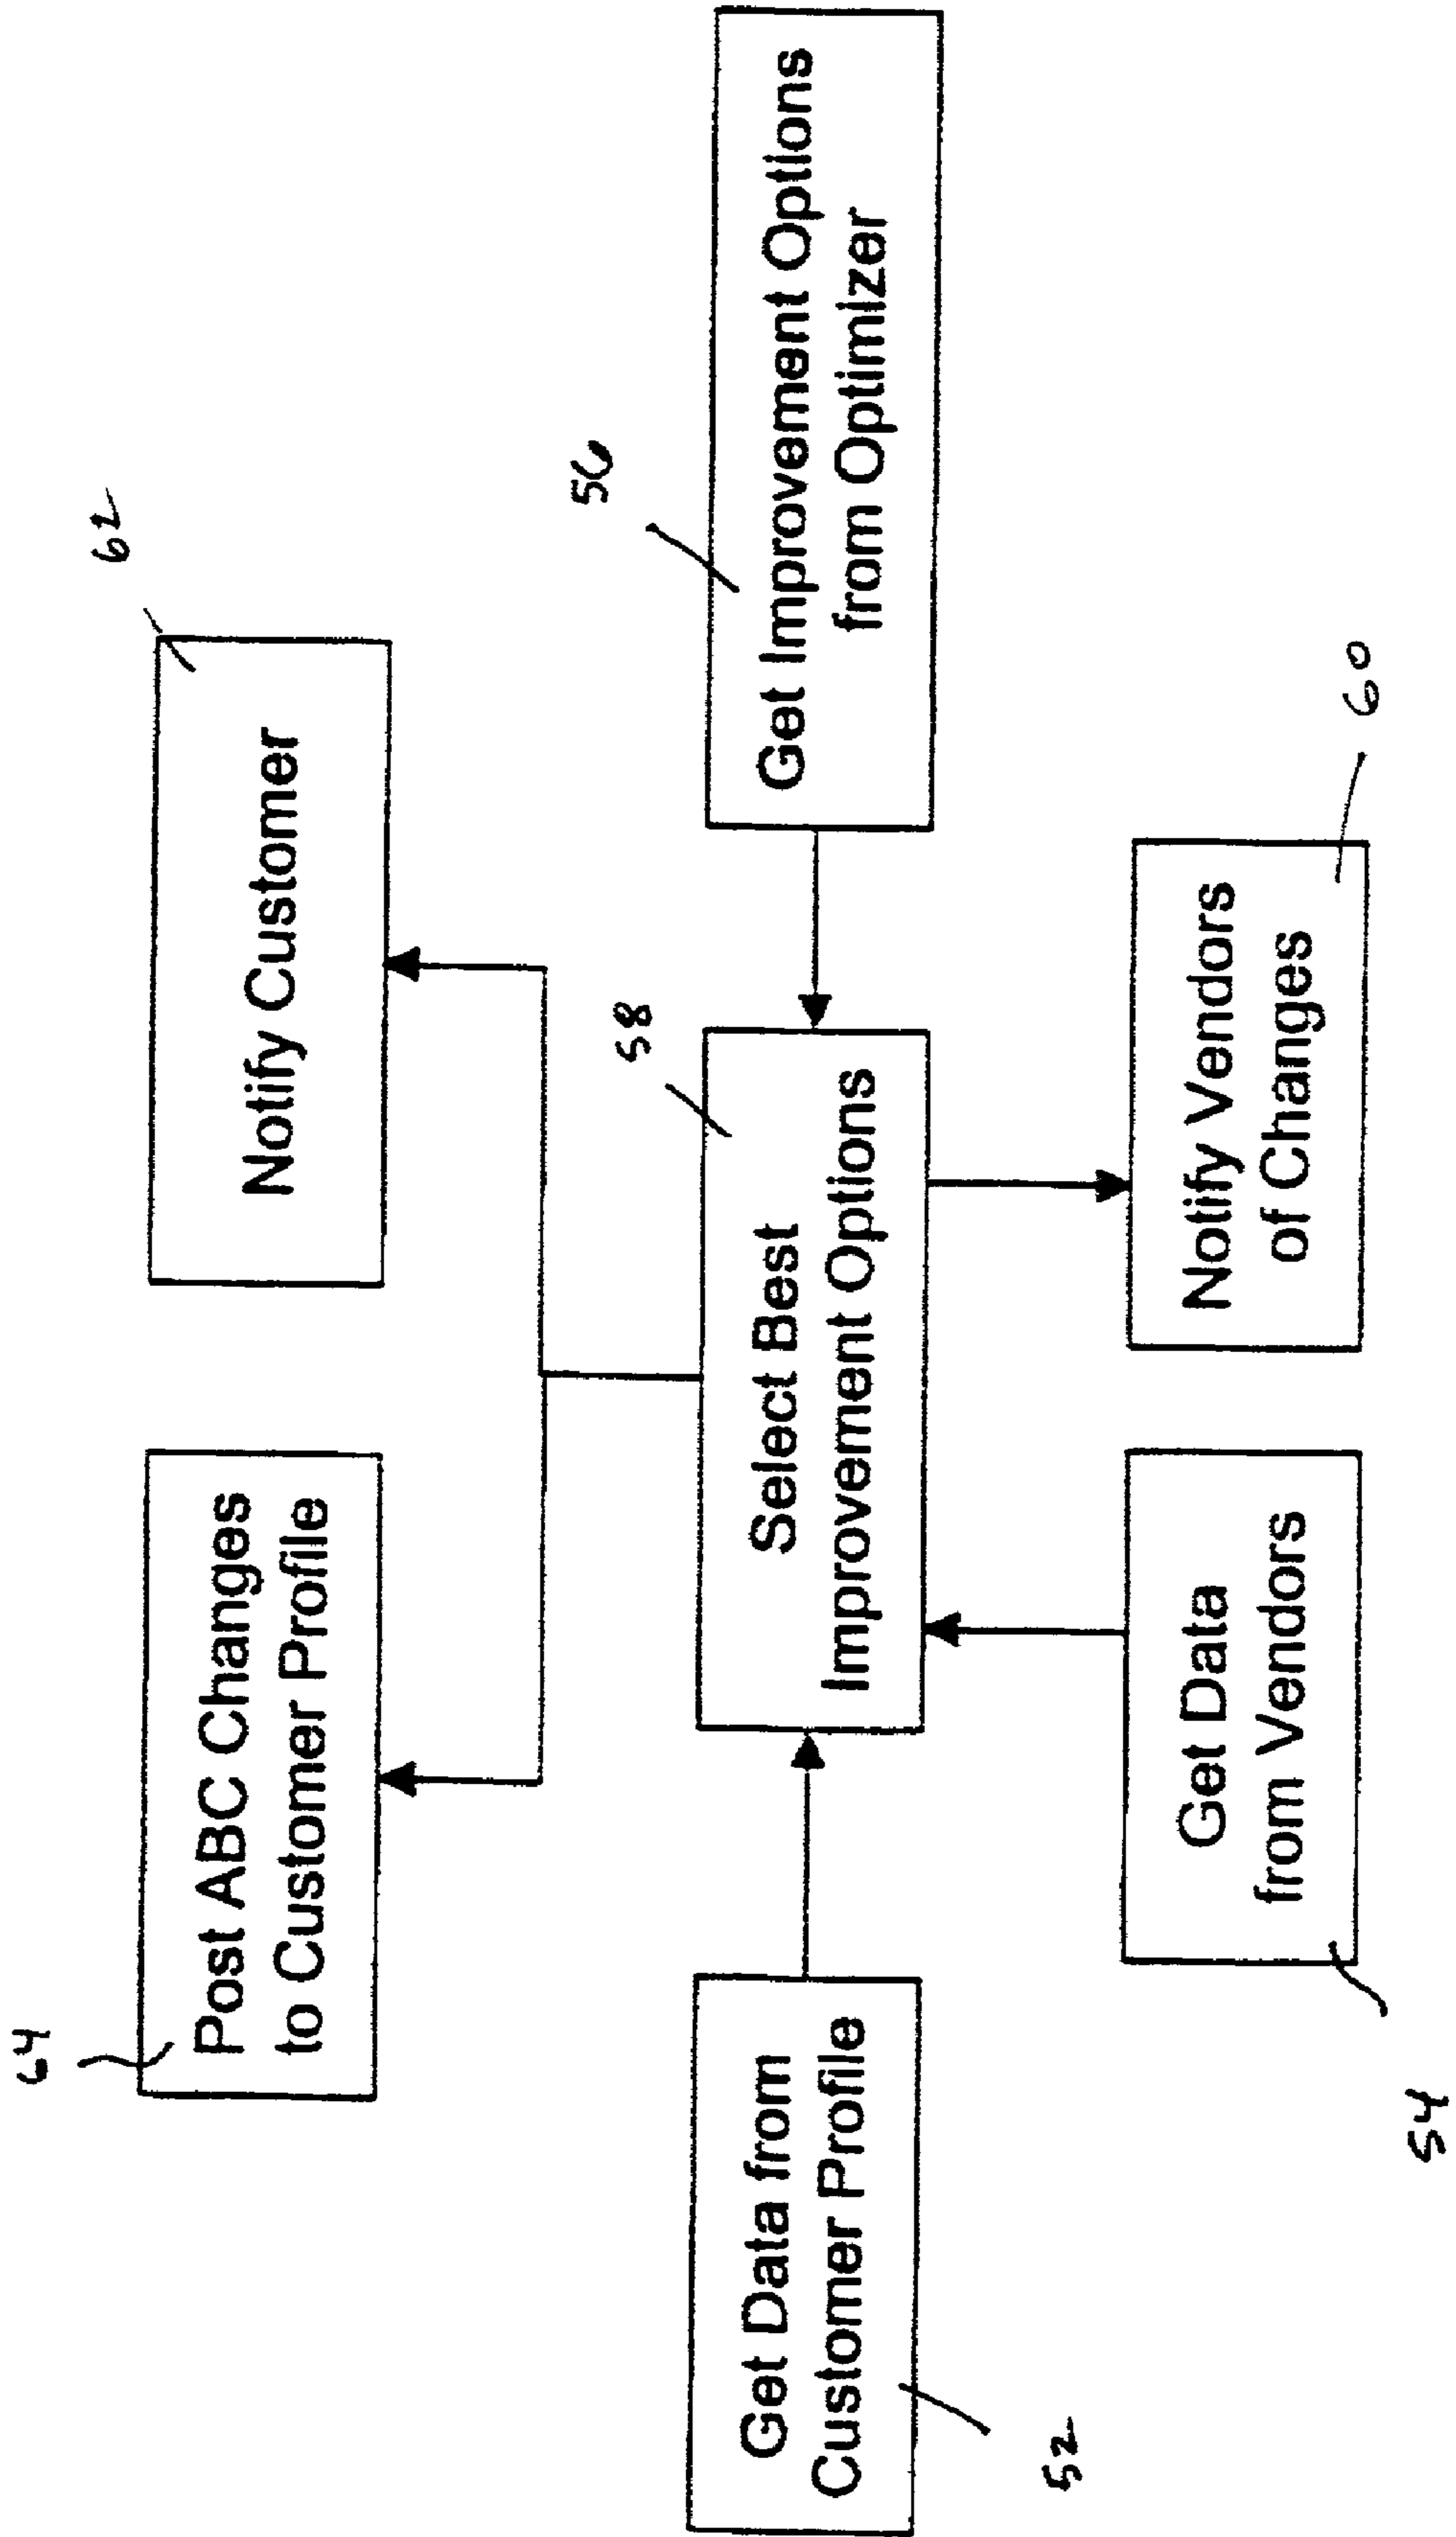 64
Post ABC Changes
to Customer Profile
62
Notify Customer
52
Get Data from
Customer Profile
58
Select Best
Improvement Options
56
Get Improvement Options
from Optimizer
54
Get Data
from Vendors
60
Notify Vendors
of Changes